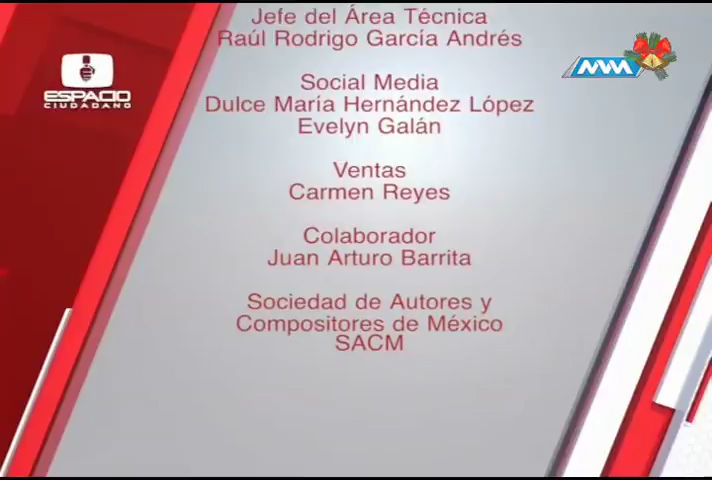 Jefe del Área Técnica
Raúl Rodrigo García Andrés
ESPACIO
CIUDADANO
MVM
Social Media
Dulce María Hernández López
Evelyn Galán
Ventas
Carmen Reyes
Colaborador
Juan Arturo Barrita
Sociedad de Autores y
Compositores de México
SACM